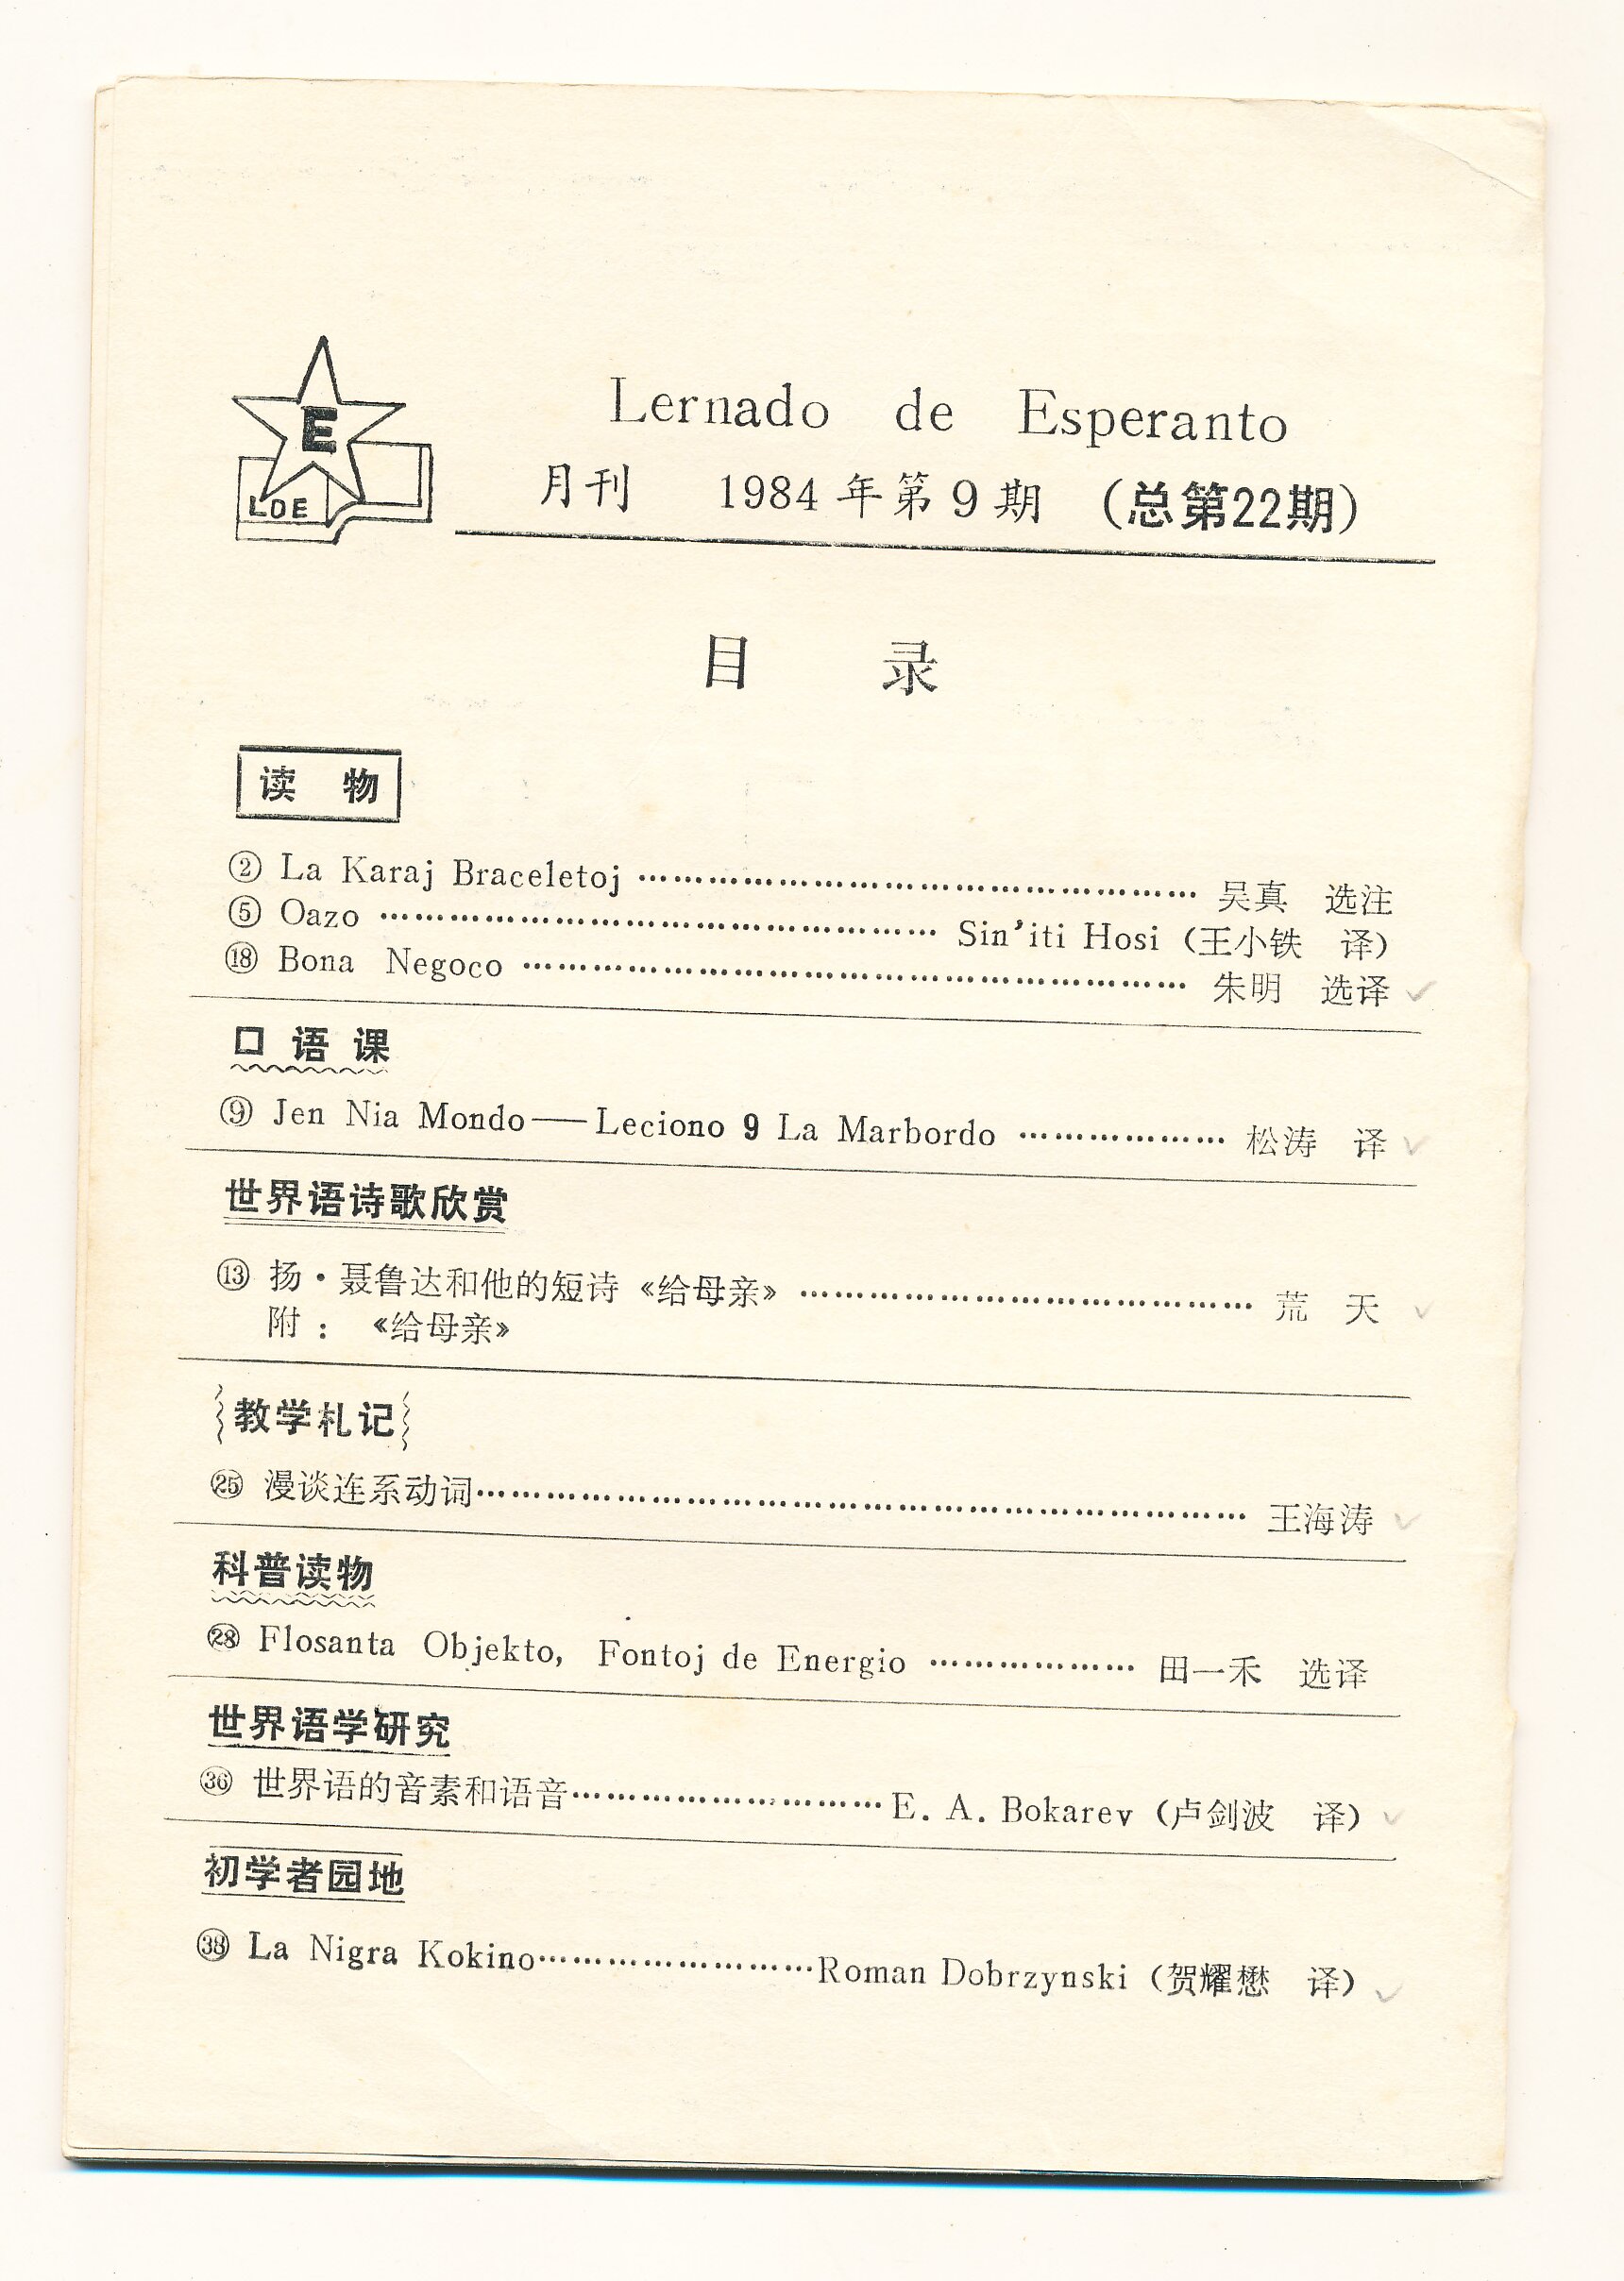 E
LDE
Lernado de Esperanto
月刊 1984年第9期 (总第22期)
目 录
读 物
② La Karaj Braceletoj ………………………………………… 吴真 选注
⑤ Oazo ………………………………………… Sin'iti Hosi (王小铁 译)
⑱ Bona Negoco ………………………………………………… 朱明 选译
口语课
⑨ Jen Nia Mondo——Leciono 9 La Marbordo ……………… 松涛 译
世界语诗歌欣赏
⑬ 扬·聂鲁达和他的短诗《给母亲》 ………………………………… 荒 天
附: 《给母亲》
教学札记
㉕ 漫谈连系动词………………………………………………………… 王海涛
科普读物
㉘ Flosanta Objekto, Fontoj de Energio ……………… 田一禾 选译
世界语学研究
㊱ 世界语的音素和语音………………………E. A. Bokarev (卢剑波 译)
初学者园地
㊳ La Nigra Kokino……………………Roman Dobrzynski (贺耀懋 译)